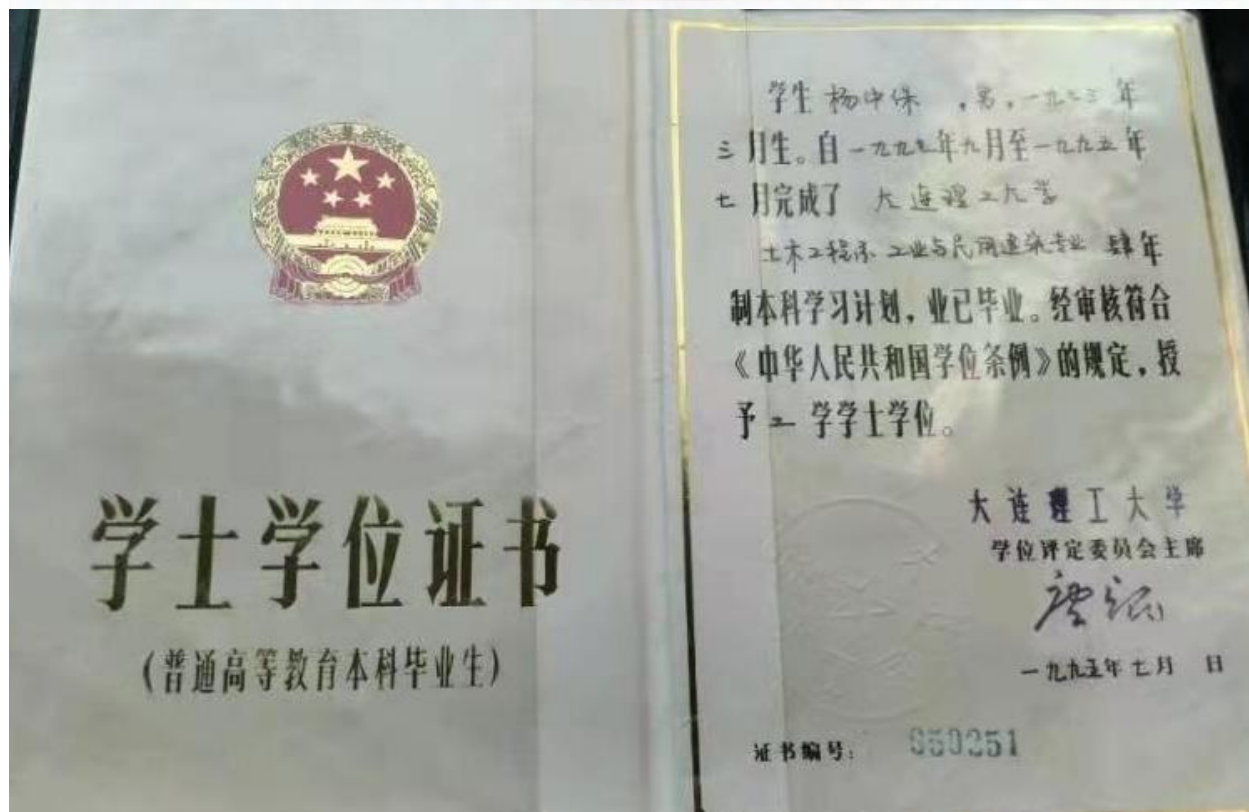 学士学位证书
(普通高等教育本科毕业生)
学生 杨中保 ,男,一九七三年
三月生。自一九九一年九月至一九九五年
七月完成了 大连理工大学
土木工程系 工业与民用建筑专业 肆年
制本科学习计划,业已毕业。经审核符合
《中华人民共和国学位条例》的规定,授
予 工 学学士学位。
大连理工大学
学位评定委员会主席
一九九五年七月 日
证书编号: 950251